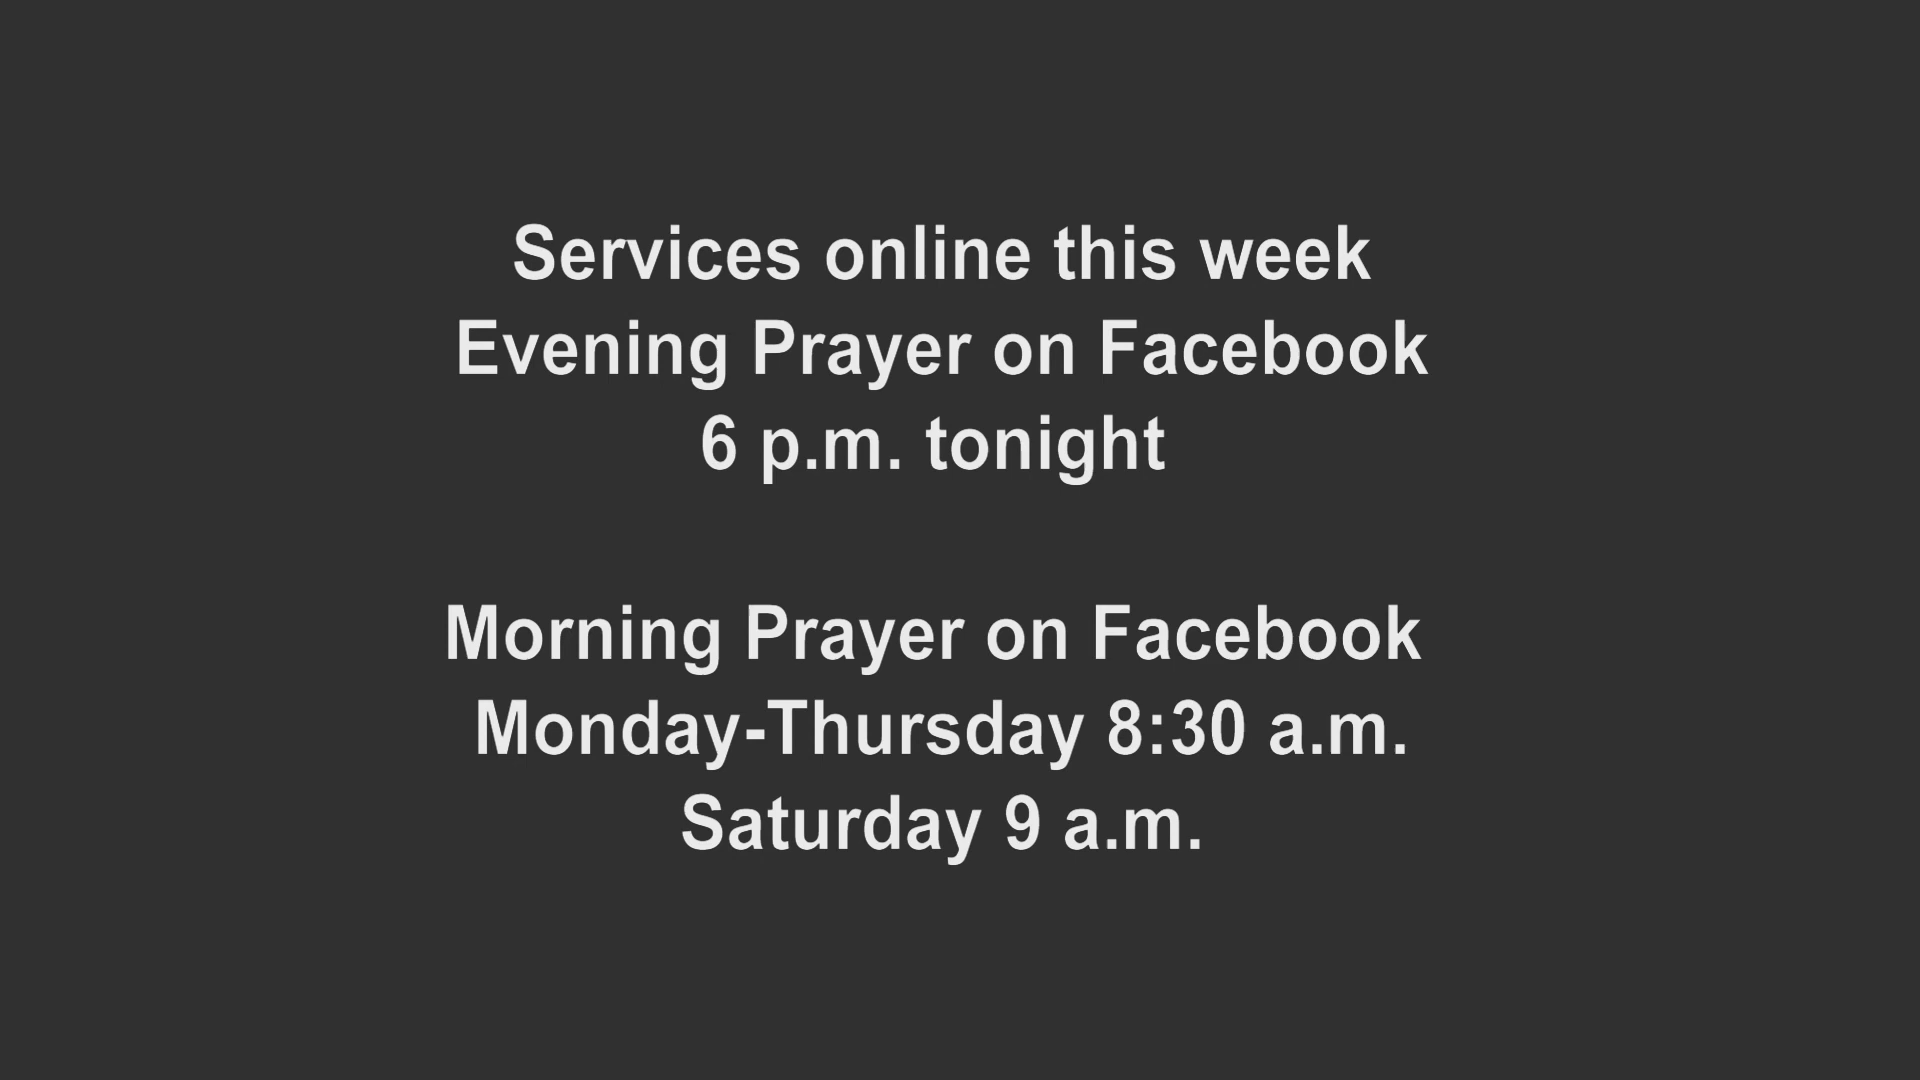 Services online this week
Evening Prayer on Facebook
6 p.m. tonight
Morning Prayer on Facebook
Monday-Thursday 8:30 a.m.
Saturday 9 a.m.